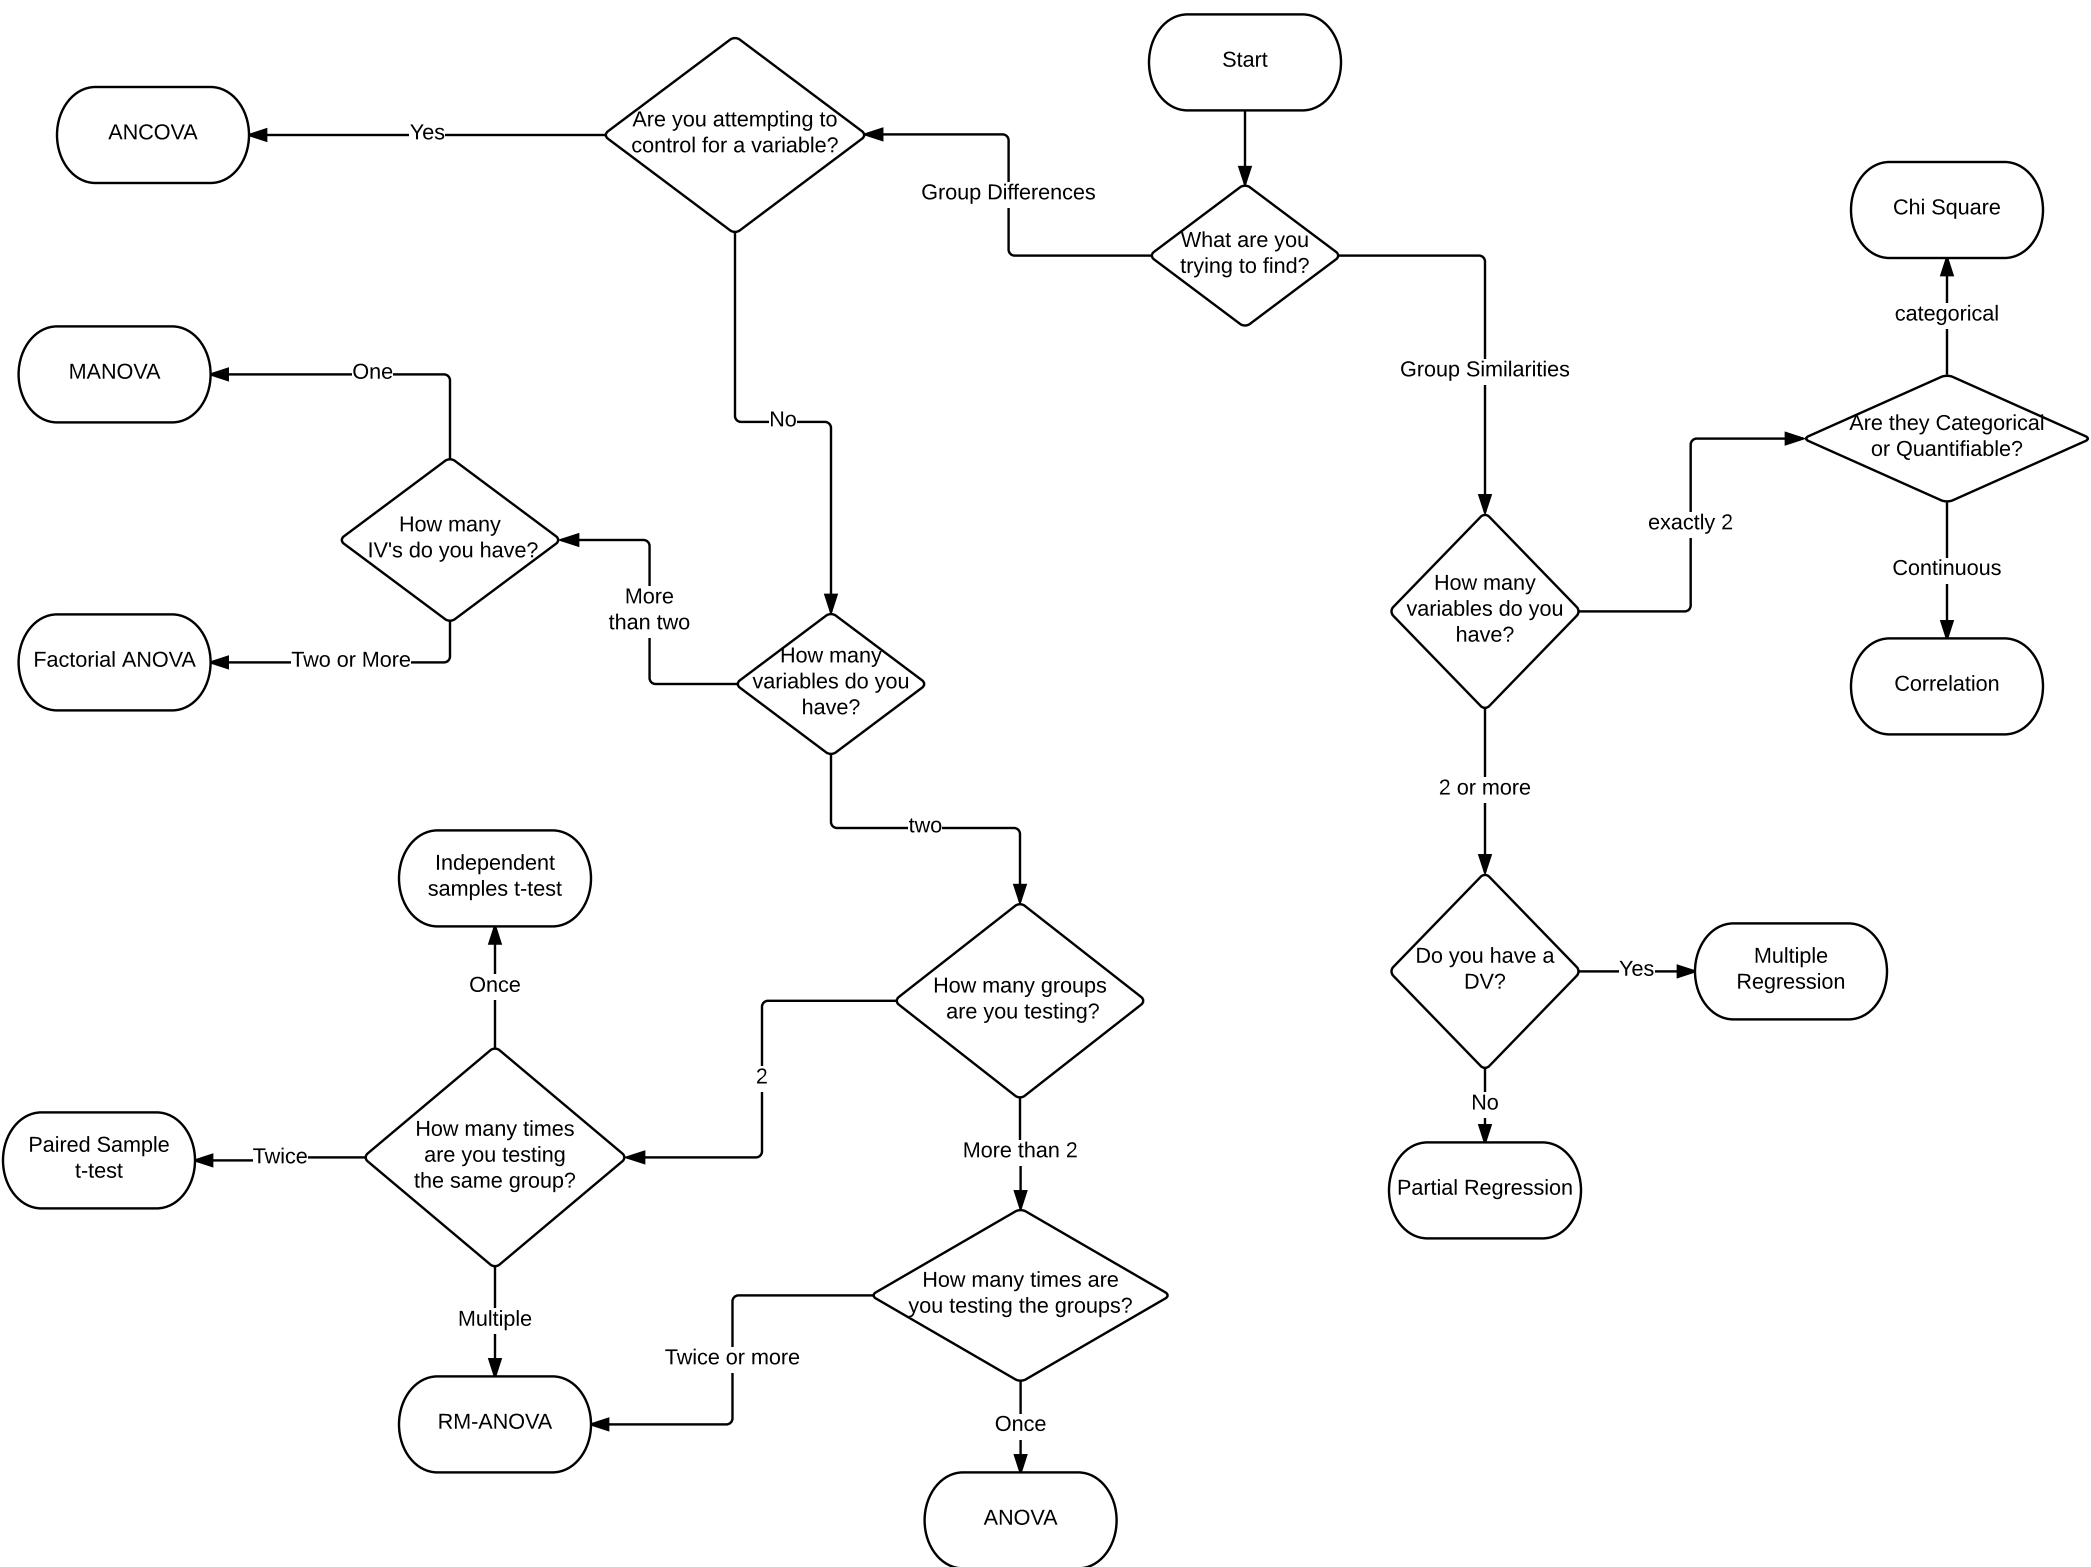 Start
Are you attempting to
control for a variable?
Yes
ANCOVA
Group Differences
What are you
trying to find?
Chi Square
categorical
Group Similarities
MANOVA
One
No
Are they Categorical
or Quantifiable?
How many
IV's do you have?
exactly 2
Continuous
More
than two
How many
variables do you
have?
Factorial ANOVA
Two or More
How many
variables do you
have?
Correlation
2 or more
two
Independent
samples t-test
Once
How many groups
are you testing?
Do you have a
DV?
Yes
Multiple
Regression
2
No
How many times
are you testing
the same group?
Twice
Paired Sample
t-test
More than 2
Partial Regression
How many times are
you testing the groups?
Multiple
Twice or more
RM-ANOVA
Once
ANOVA